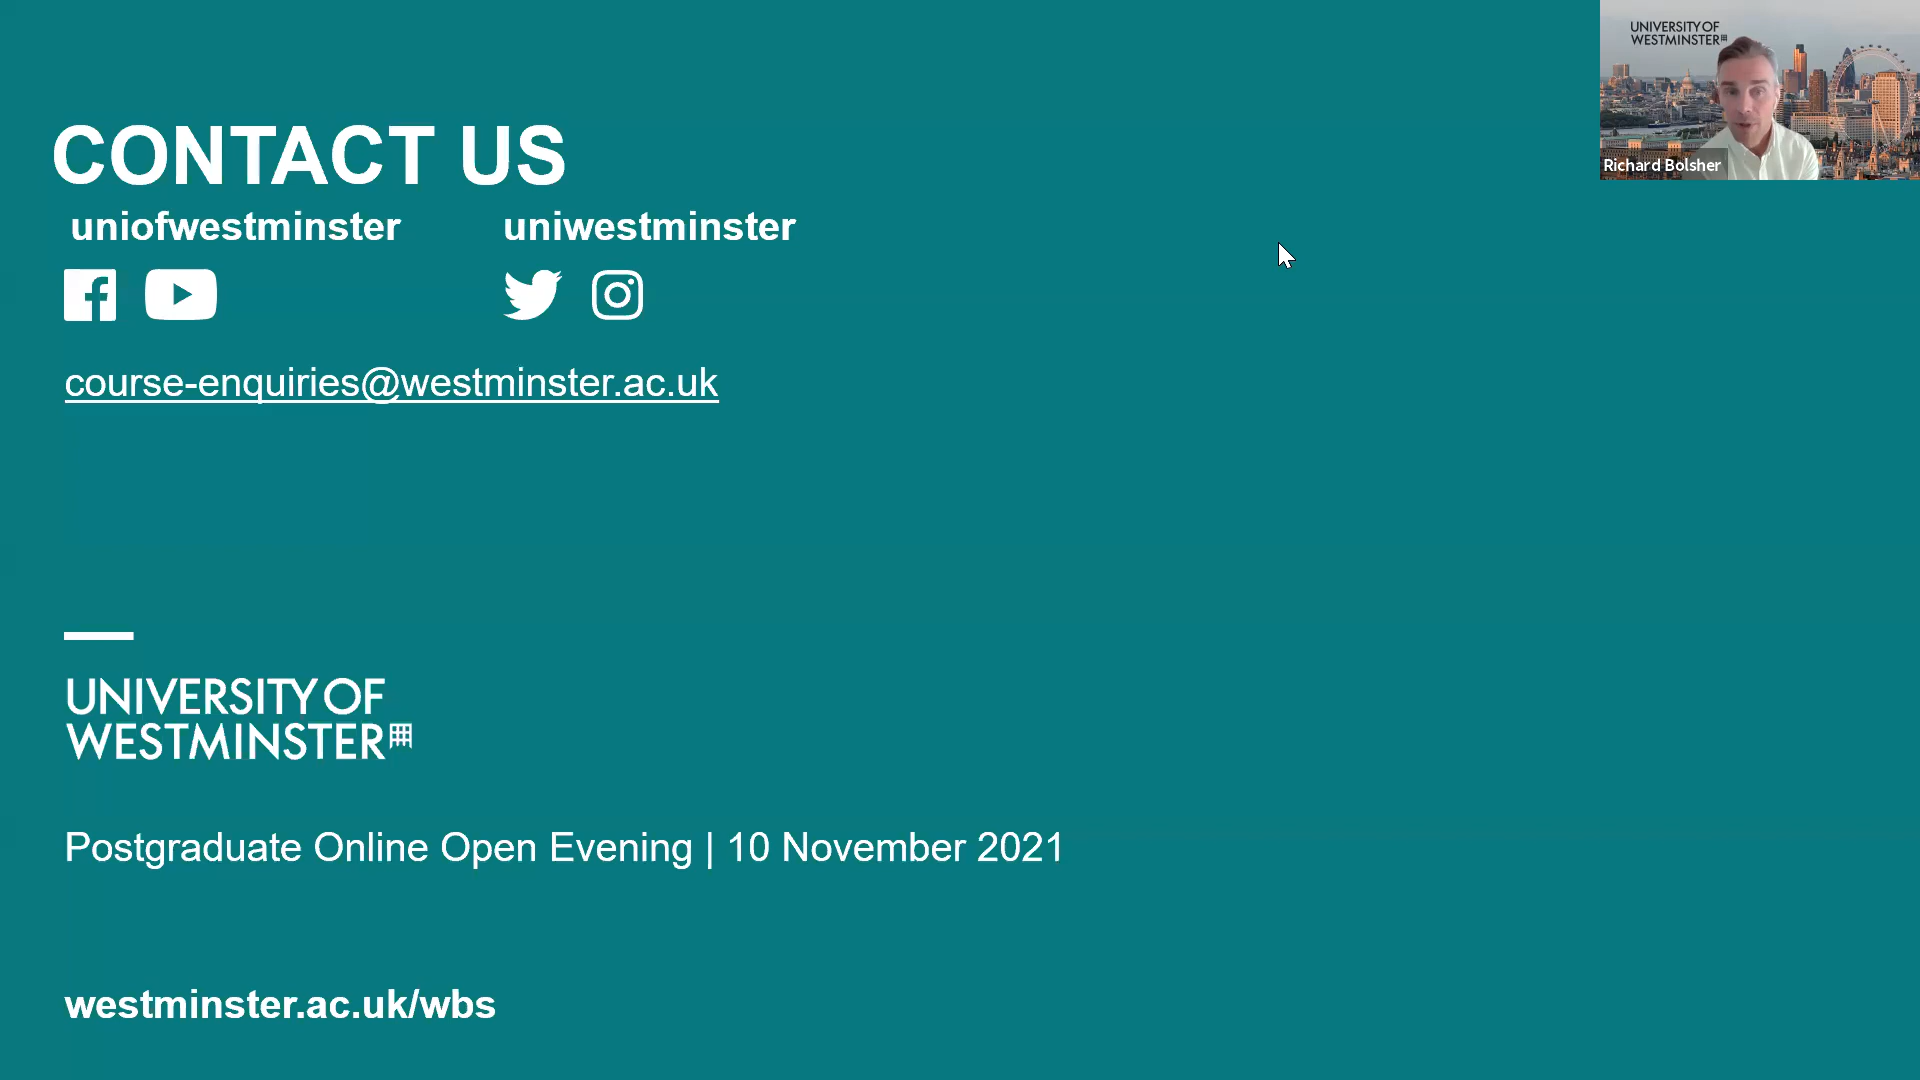 UNIVERSITY OF
WESTMINSTER
Richard Bolsher
CONTACT US
uniofwestminster
uniwestminster
course-enquiries@westminster.ac.uk
UNIVERSITY OF
WESTMINSTER
Postgraduate Online Open Evening | 10 November 2021
westminster.ac.uk/wbs